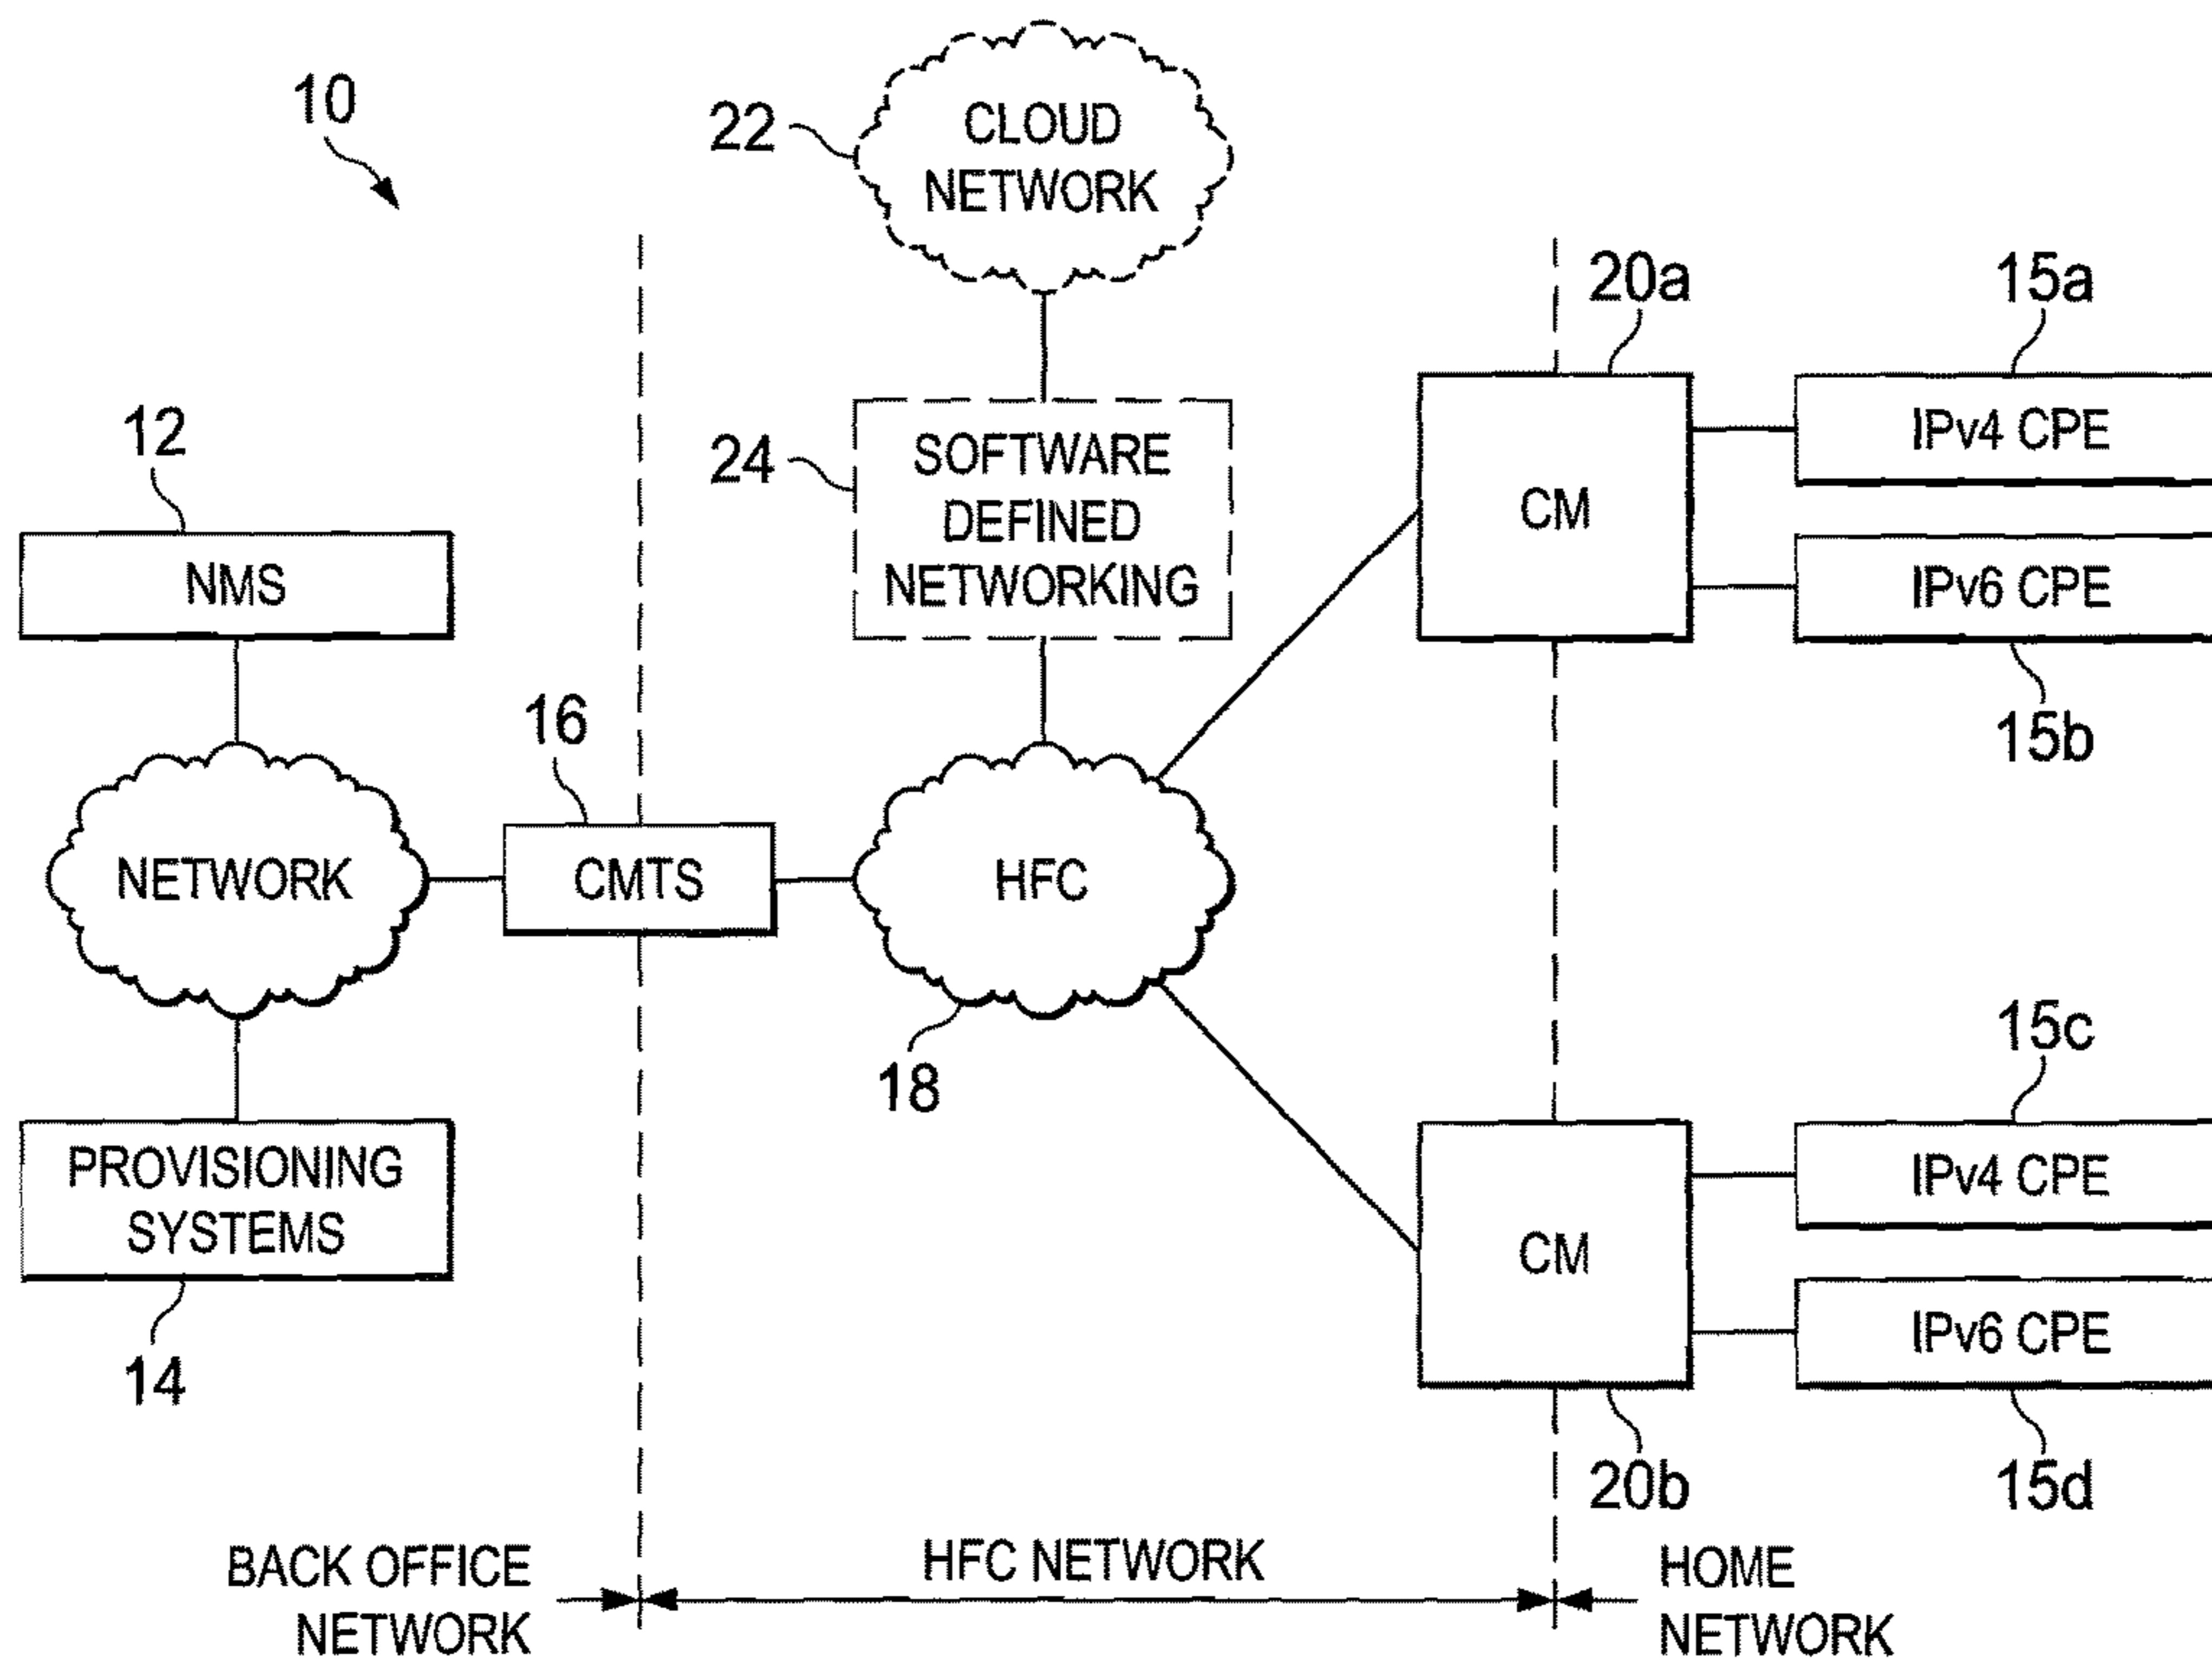 10
22
CLOUD
NETWORK
20a
15a
12
24
SOFTWARE
DEFINED
NETWORKING
CM
IPv4 CPE
NMS
IPv6 CPE
16
15b
NETWORK
CMTS
HFC
18
15c
PROVISIONING
SYSTEMS
CM
IPv4 CPE
IPv6 CPE
14
20b
15d
BACK OFFICE
NETWORK
HFC NETWORK
HOME
NETWORK